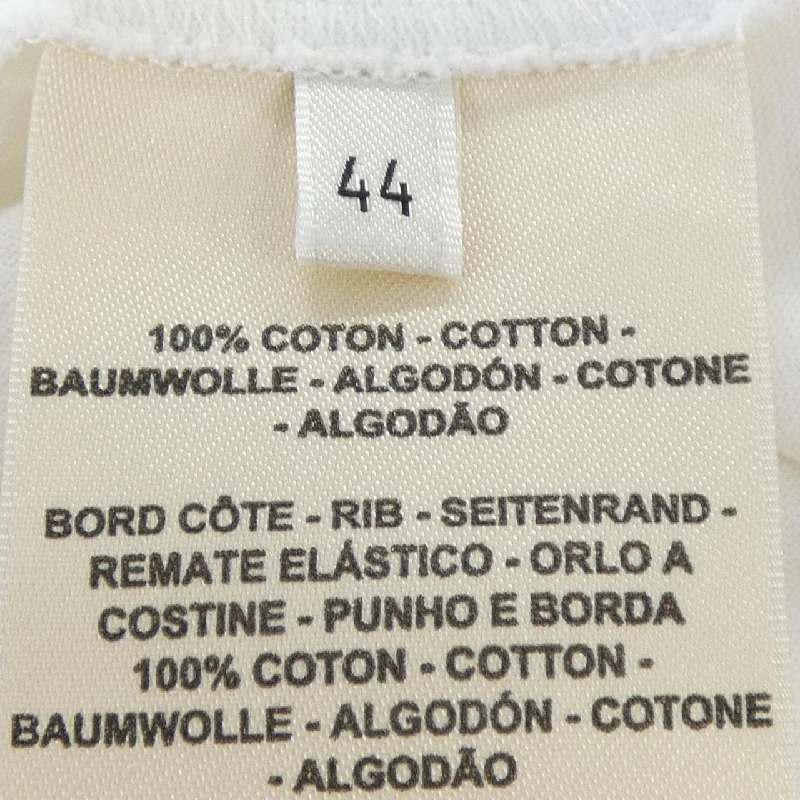 44
100% COTON - COTTON -
BAUMWOLLE - ALGODÓN - COTONE
- ALGODÃO
BORD CÔTE - RIB - SEITENRAND -
REMATE ELÁSTICO - ORLO A
COSTINE - PUNHO E BORDA
100% COTON - COTTON -
BAUMWOLLE - ALGODÓN - COTONE
- ALGODÃO